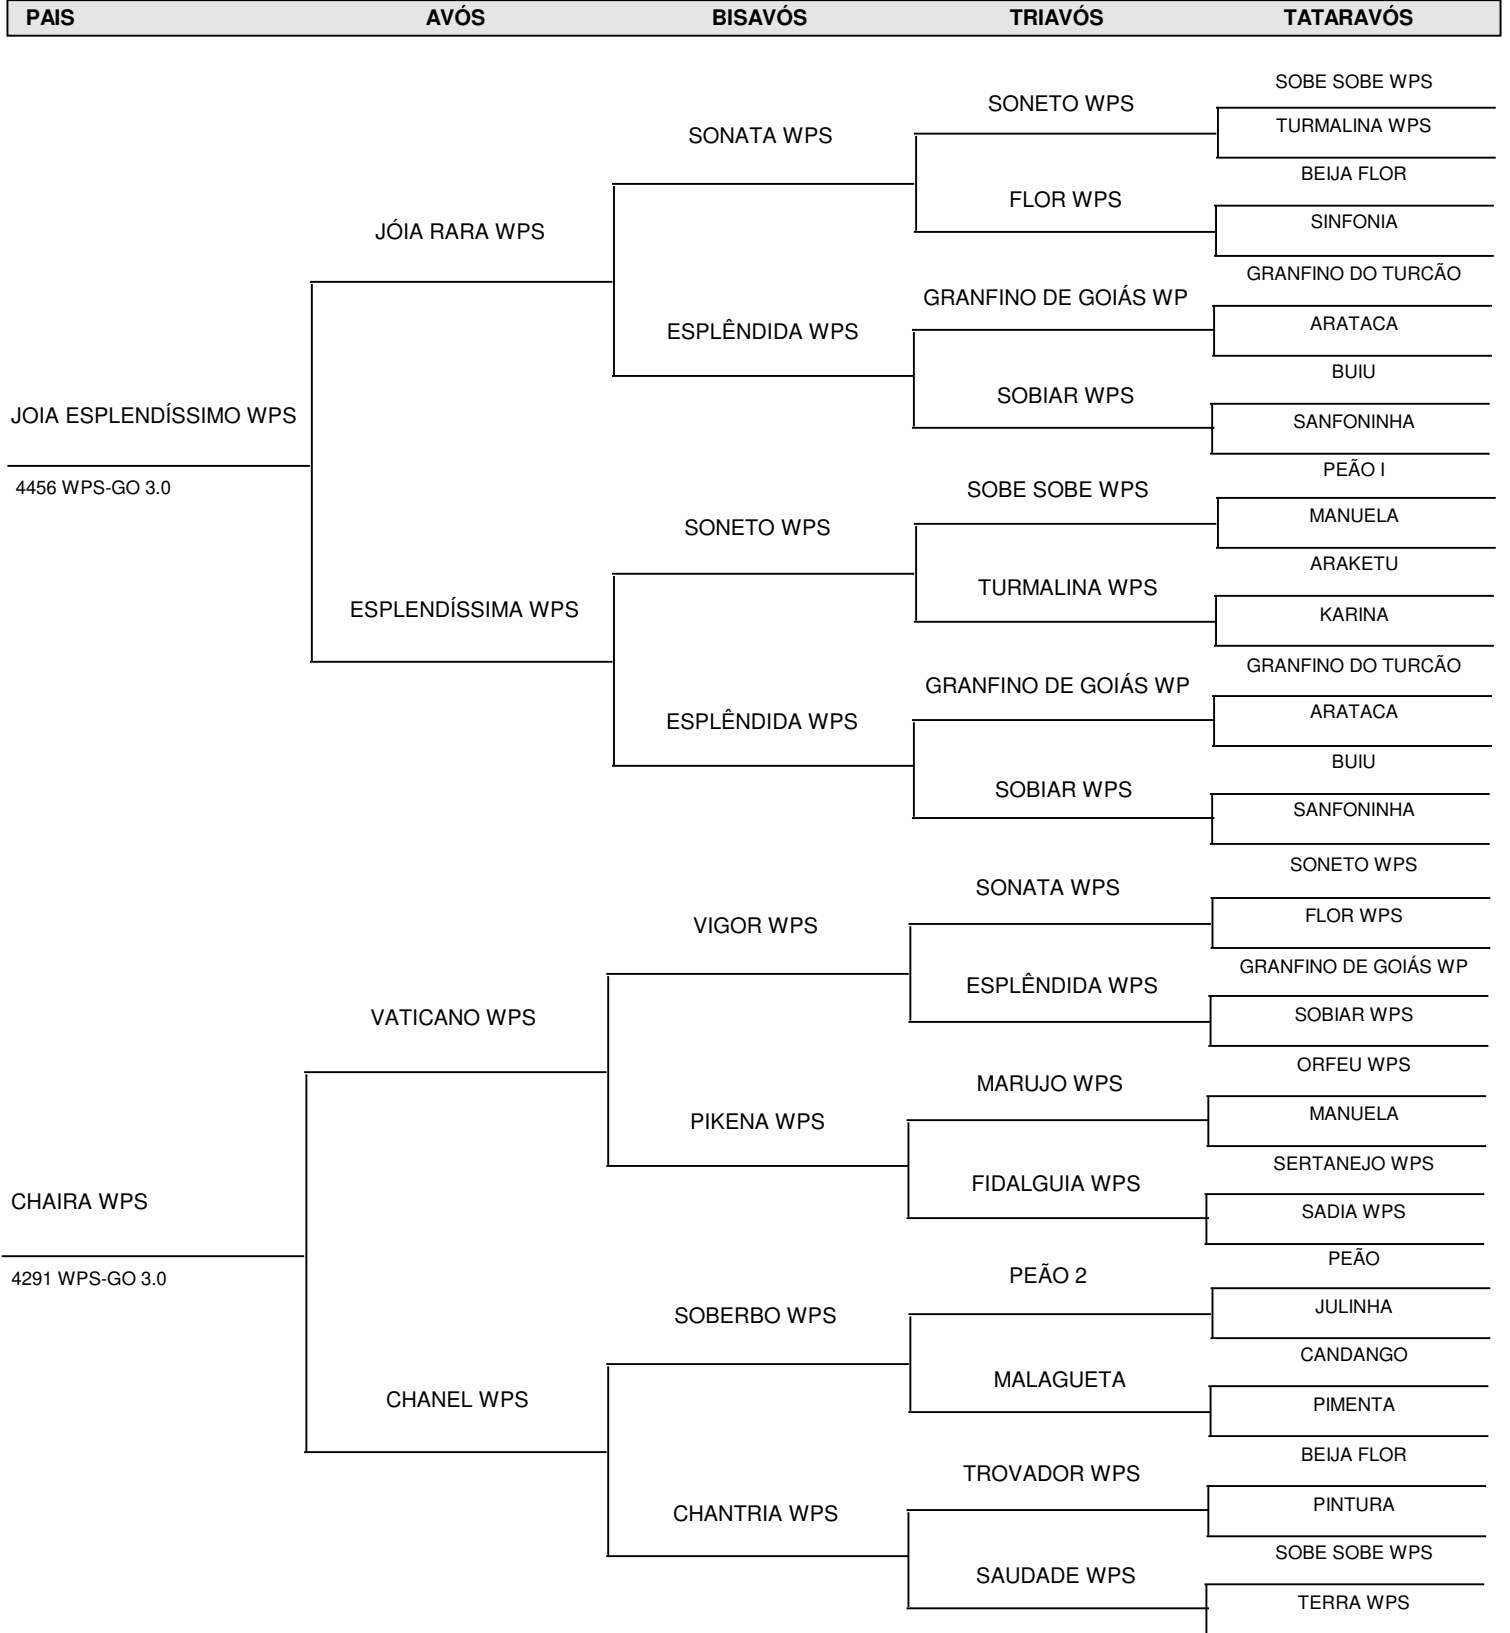 PAIS AVÓS BISAVÓS TRIAVÓS TATARAVÓS
SOBE SOBE WPS
SONETO WPS
TURMALINA WPS
SONATA WPS
BEIJA FLOR
FLOR WPS
SINFONIA
JÓIA RARA WPS
GRANFINO DO TURCÃO
GRANFINO DE GOIÁS WP
ARATACA
ESPLÊNDIDA WPS
BUIU
SOBIAR WPS
SANFONINHA
JOIA ESPLENDÍSSIMO WPS
4456 WPS-GO 3.0
PEÃO I
SOBE SOBE WPS
MANUELA
SONETO WPS
ARAKETU
TURMALINA WPS
KARINA
ESPLENDÍSSIMA WPS
GRANFINO DO TURCÃO
GRANFINO DE GOIÁS WP
ARATACA
ESPLÊNDIDA WPS
BUIU
SOBIAR WPS
SANFONINHA
SONETO WPS
SONATA WPS
FLOR WPS
VIGOR WPS
GRANFINO DE GOIÁS WP
ESPLÊNDIDA WPS
SOBIAR WPS
VATICANO WPS
ORFEU WPS
MARUJO WPS
MANUELA
PIKENA WPS
SERTANEJO WPS
FIDALGUIA WPS
SADIA WPS
CHAIRA WPS
4291 WPS-GO 3.0
PEÃO
PEÃO 2
JULINHA
SOBERBO WPS
CANDANGO
MALAGUETA
PIMENTA
CHANEL WPS
BEIJA FLOR
TROVADOR WPS
PINTURA
CHANTRIA WPS
SOBE SOBE WPS
SAUDADE WPS
TERRA WPS